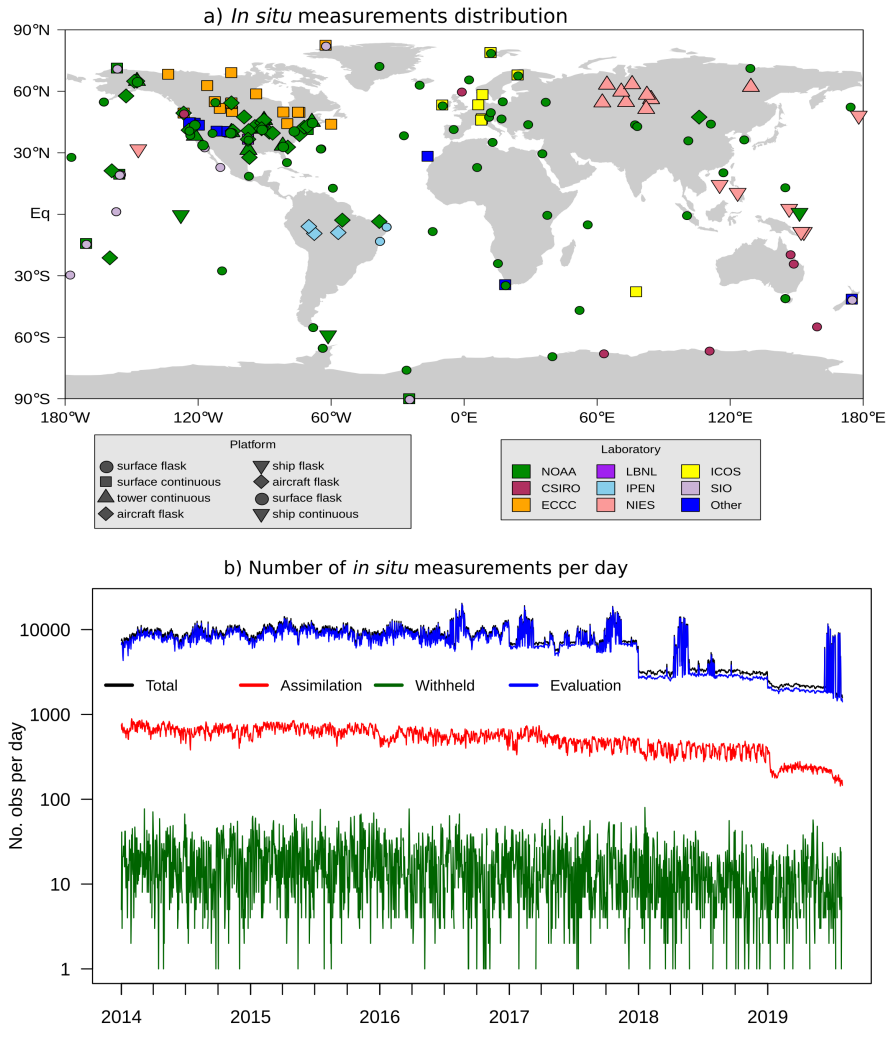 a) In situ measurements distribution
90°N
60°N
30°N
Eq
30°S
60°S
90°S
180°W 120°W 60°W 0°E 60°E 120°E 180°E
Platform
surface flask ship flask
surface continuous aircraft flask
tower continuous surface flask
aircraft flask ship continuous
Laboratory
NOAA LBNL ICOS
CSIRO IPEN SIO
ECCC NIES Other
b) Number of in situ measurements per day
No. obs per day
10000
Total Assimilation Withheld Evaluation
1000
100
10
1
2014 2015 2016 2017 2018 2019